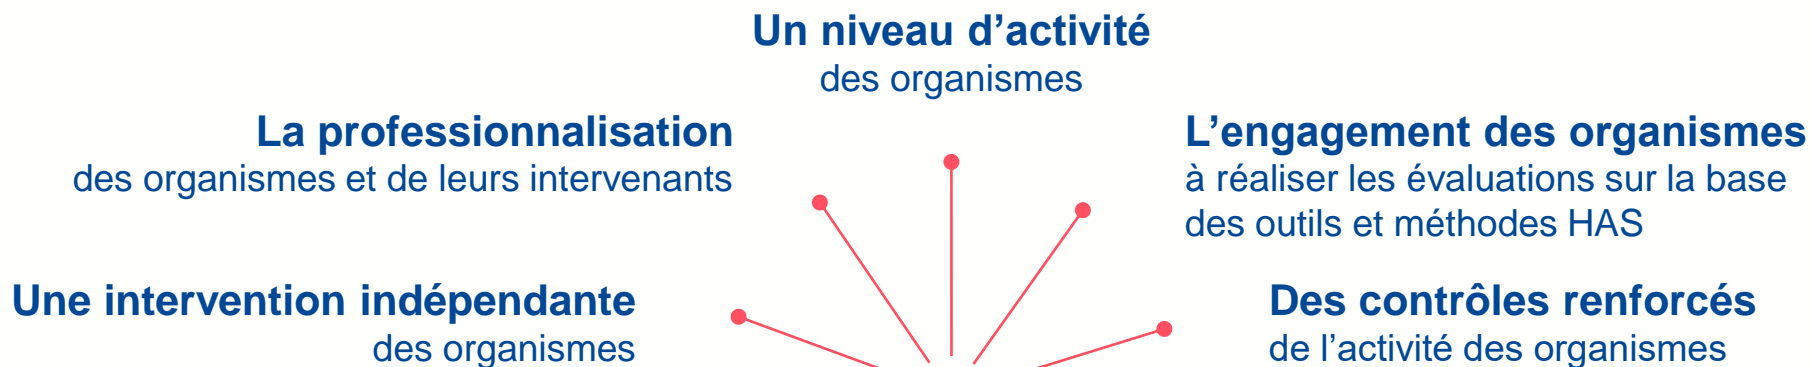 Un niveau d’activité
des organismes
La professionnalisation
des organismes et de leurs intervenants
L’engagement des organismes
à réaliser les évaluations sur la base
des outils et méthodes HAS
Une intervention indépendante
des organismes
Des contrôles renforcés
de l’activité des organismes